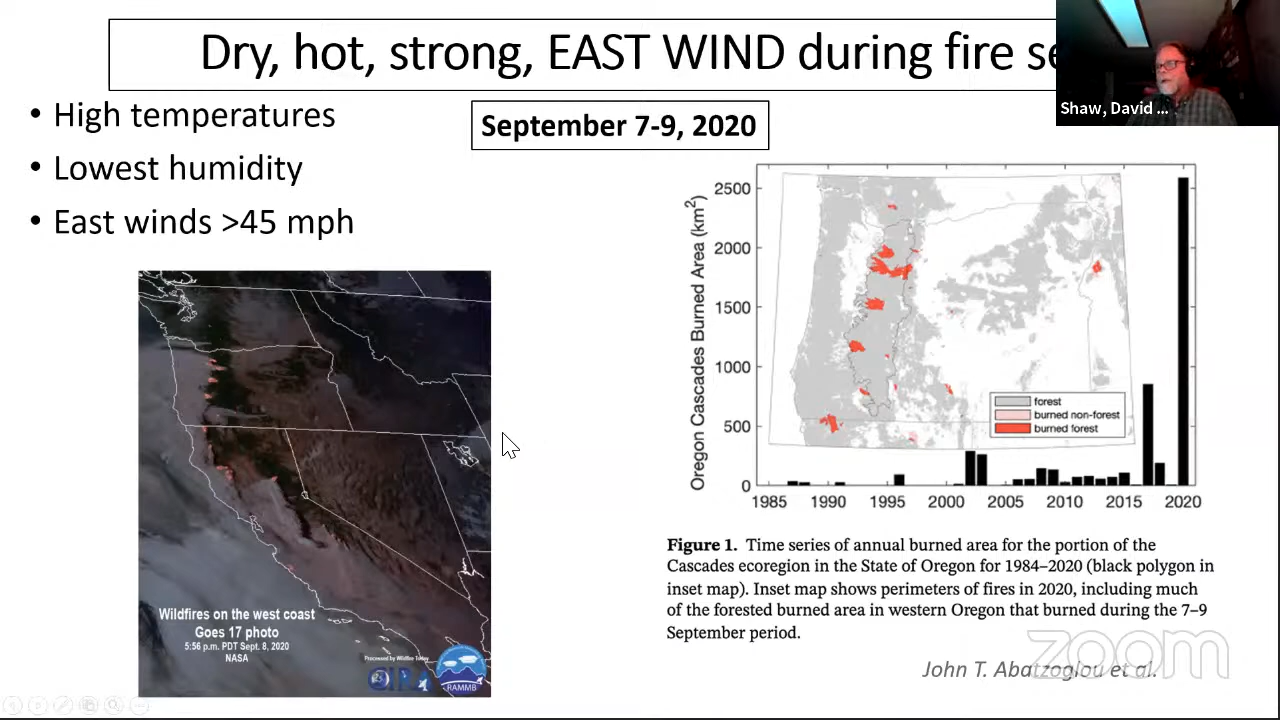 Dry, hot, strong, EAST WIND during fire se
Shaw, David ...
• High temperatures
• Lowest humidity
• East winds >45 mph
September 7-9, 2020
Oregon Cascades Burned Area (km2)
2500
2000
1500
1000
500
0
forest
burned non-forest
burned forest
1985 1990 1995 2000 2005 2010 2015 2020
Figure 1. Time series of annual burned area for the portion of the
Cascades ecoregion in the State of Oregon for 1984–2020 (black polygon in
inset map). Inset map shows perimeters of fires in 2020, including much
of the forested burned area in western Oregon that burned during the 7–9
September period.
John T. Abatzoglou et al.
zoom
Wildfires on the west coast
Goes 17 photo
5:56 p.m. PDT Sept. 8, 2020
NASA
Processed by Wildfire Today
CIRA
RAMMB